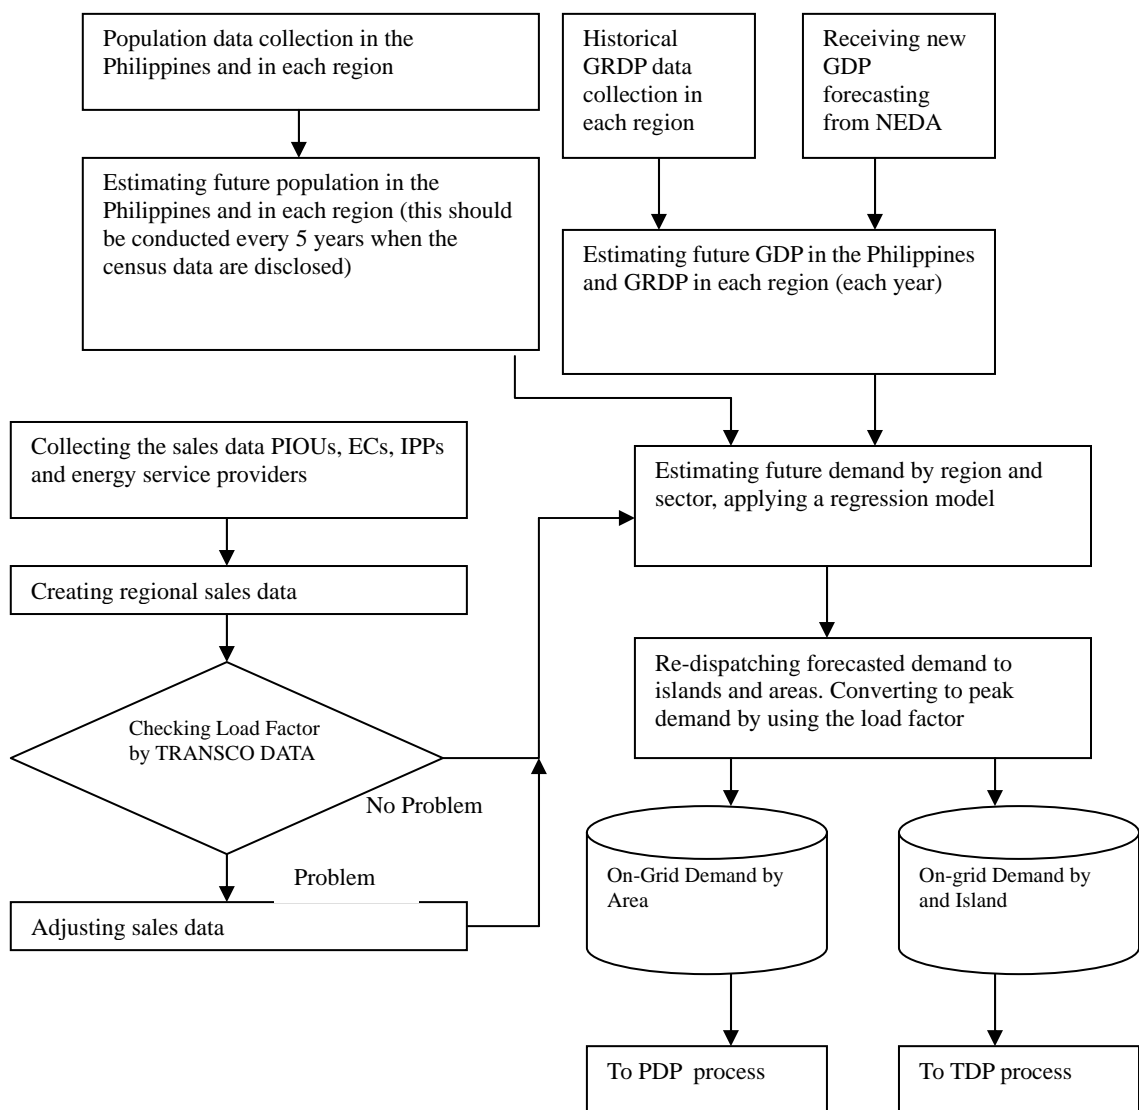 Population data collection in the
Philippines and in each region
Historical
GRDP data
collection in
each region
Receiving new
GDP
forecasting
from NEDA
Estimating future population in the
Philippines and in each region (this should
be conducted every 5 years when the
census data are disclosed)
Estimating future GDP in the Philippines
and GRDP in each region (each year)
Collecting the sales data PIOUs, ECs, IPPs
and energy service providers
Estimating future demand by region and
sector, applying a regression model
Creating regional sales data
Re-dispatching forecasted demand to
islands and areas. Converting to peak
demand by using the load factor
Checking Load Factor
by TRANSCO DATA
No Problem
Problem
Adjusting sales data
On-Grid Demand by
Area
On-grid Demand by
and Island
To PDP  process
To TDP process